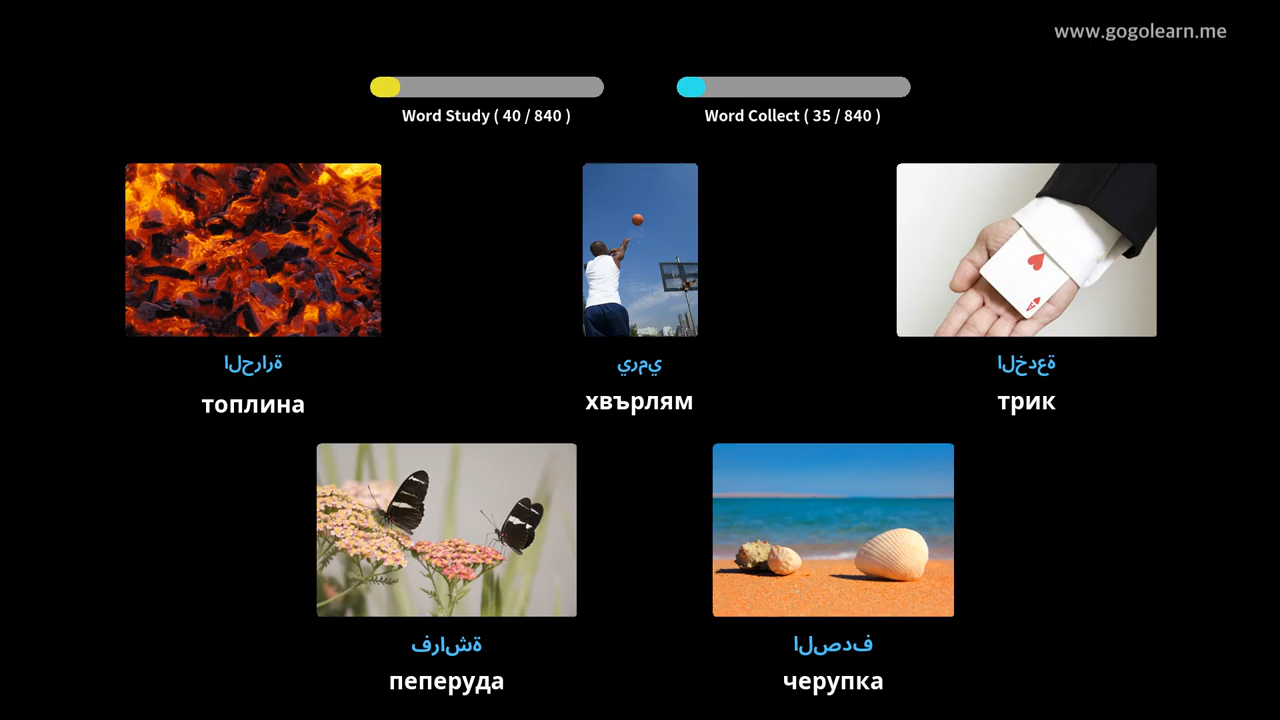 www.gogolearn.me
Word Study ( 40 / 840 )
Word Collect ( 35 / 840 )
الحرارة
يرمي
الخدعة
топлина
хвърлям
трик
فراشة
الصدف
пеперуда
черупка